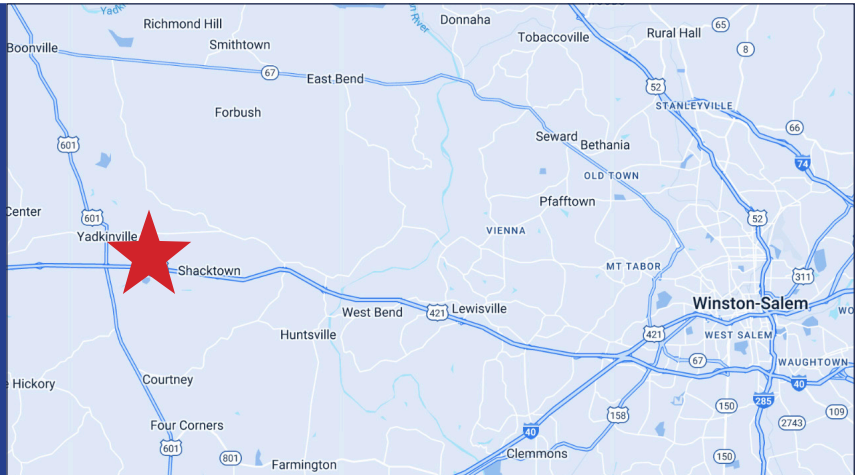 Richmond Hill
Donnaha
65
Boonville
Smithtown
Tobaccoville
Rural Hall
8
67
East Bend
52
STANLEYVILLE
Forbush
66
601
Seward
Bethania
74
OLD TOWN
Pfafftown
Center
601
52
Yadkinville
VIENNA
MT TABOR
Shacktown
311
Winston-Salem
West Bend
421
Lewisville
Huntsville
421
WEST SALEM
67
WAUGHTOWN
Hickory
Courtney
40
285
150
109
158
2743
Four Corners
40
601
801
Farmington
Clemmons
150